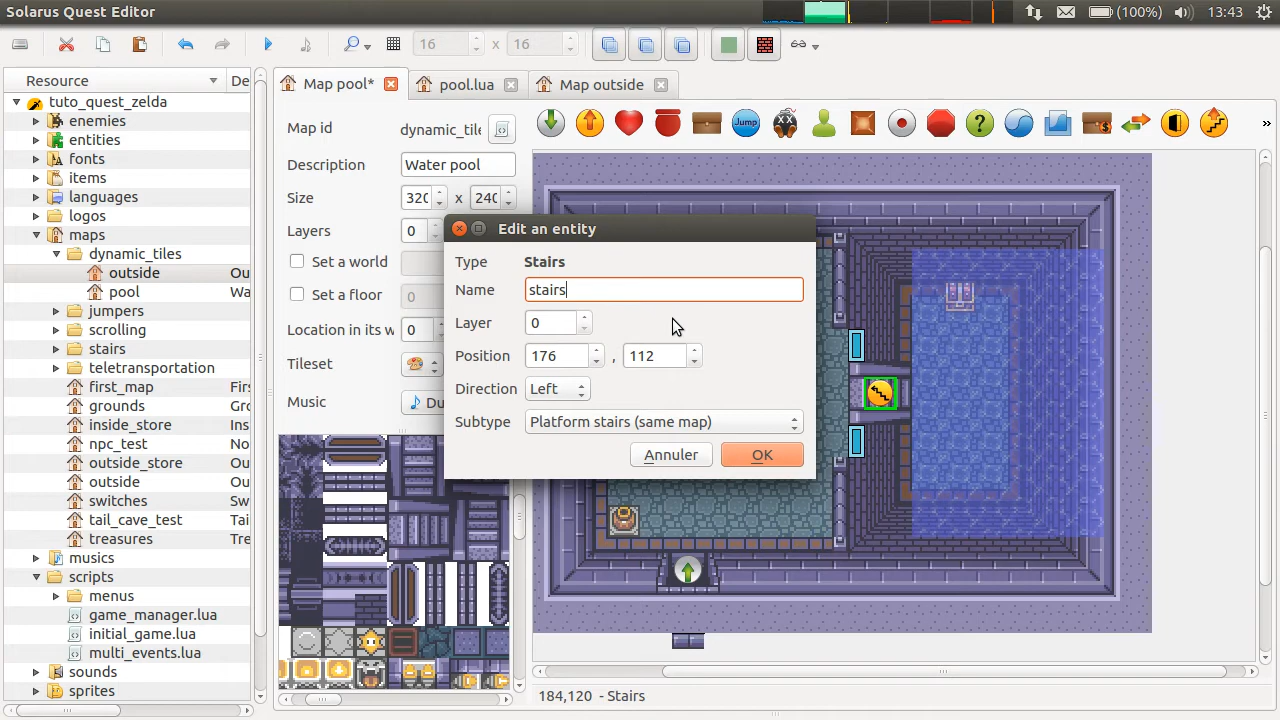 Solarus Quest Editor
(100%)
13:43
16 x 16
Resource
De
tuto_quest_zelda
enemies
entities
fonts
items
languages
logos
maps
dynamic_tiles
outside Ou
pool Wa
jumpers
scrolling
stairs
teletransportation
first_map Firs
grounds Gro
inside_store Ins
npc_test NP
outside_store Ou
outside Ou
switches Swi
tail_cave_test Tai
treasures Tre
musics
scripts
menus
game_manager.lua
initial_game.lua
multi_events.lua
sounds
sprites
Map pool*
pool.lua
Map outside
Map id dynamic_tile
Description Water pool
Size 320 x 240
Layers 0
Set a world
Set a floor 0
Location in its w 0
Tileset
Music Du
Jump
»
Edit an entity
Type Stairs
Name stairs
Layer 0
Position 176 , 112
Direction Left
Subtype Platform stairs (same map)
Annuler OK
184,120 - Stairs